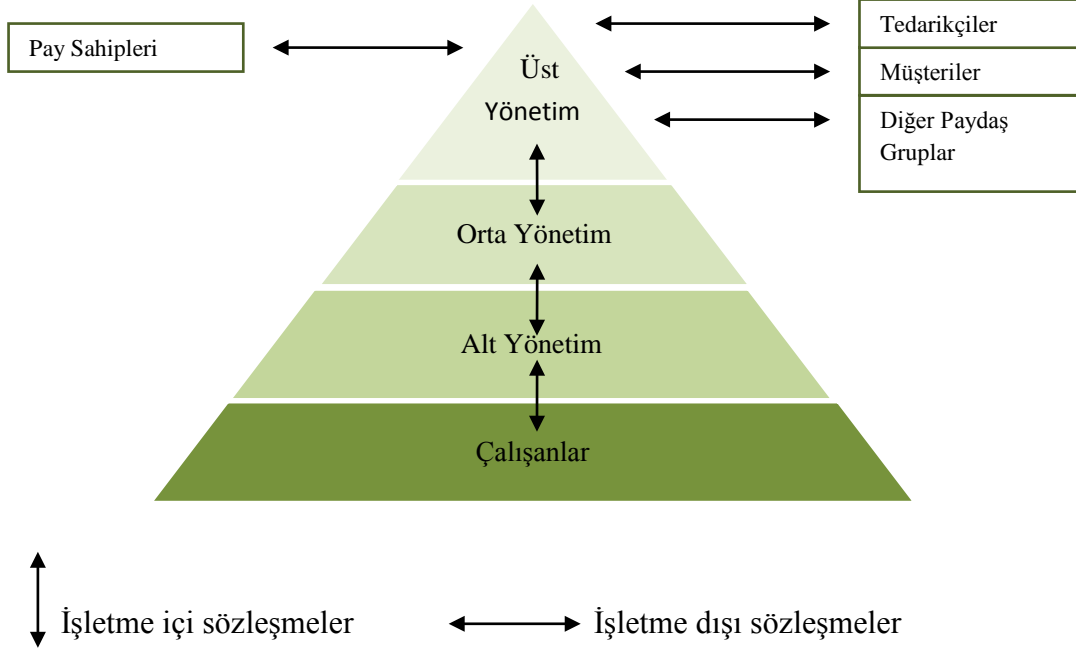 Pay Sahipleri
Üst
Yönetim
Tedarikçiler
Müşteriler
Diğer Paydaş
Gruplar
Orta Yönetim
Alt Yönetim
Çalışanlar
İşletme içi sözleşmeler
İşletme dışı sözleşmeler